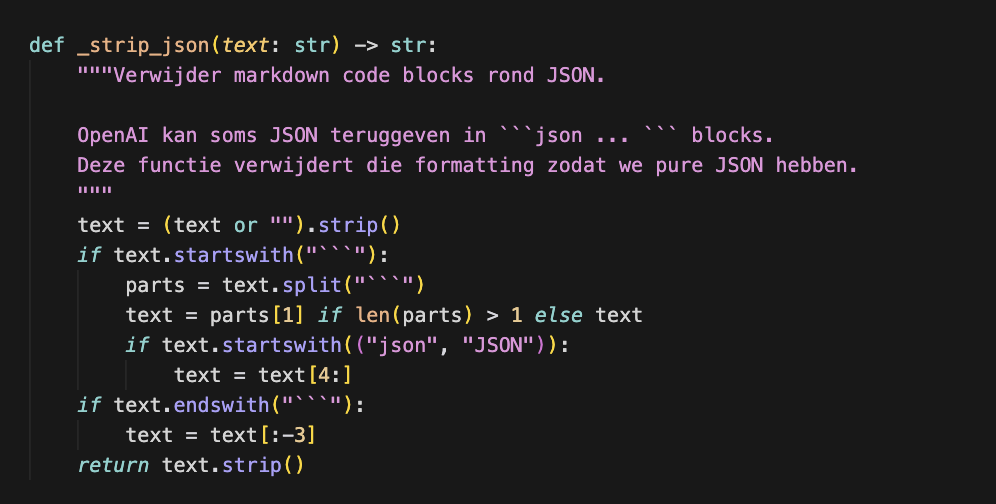 def _strip_json(text: str) -> str:
    """Verwijder markdown code blocks rond JSON.

    OpenAI kan soms JSON teruggeven in ```json ... ``` blocks.
    Deze functie verwijdert die formatting zodat we pure JSON hebben.
    """
    text = (text or "").strip()
    if text.startswith("```"):
        parts = text.split("```")
        text = parts[1] if len(parts) > 1 else text
        if text.startswith(("json", "JSON")):
            text = text[4:]
    if text.endswith("```"):
        text = text[:-3]
    return text.strip()